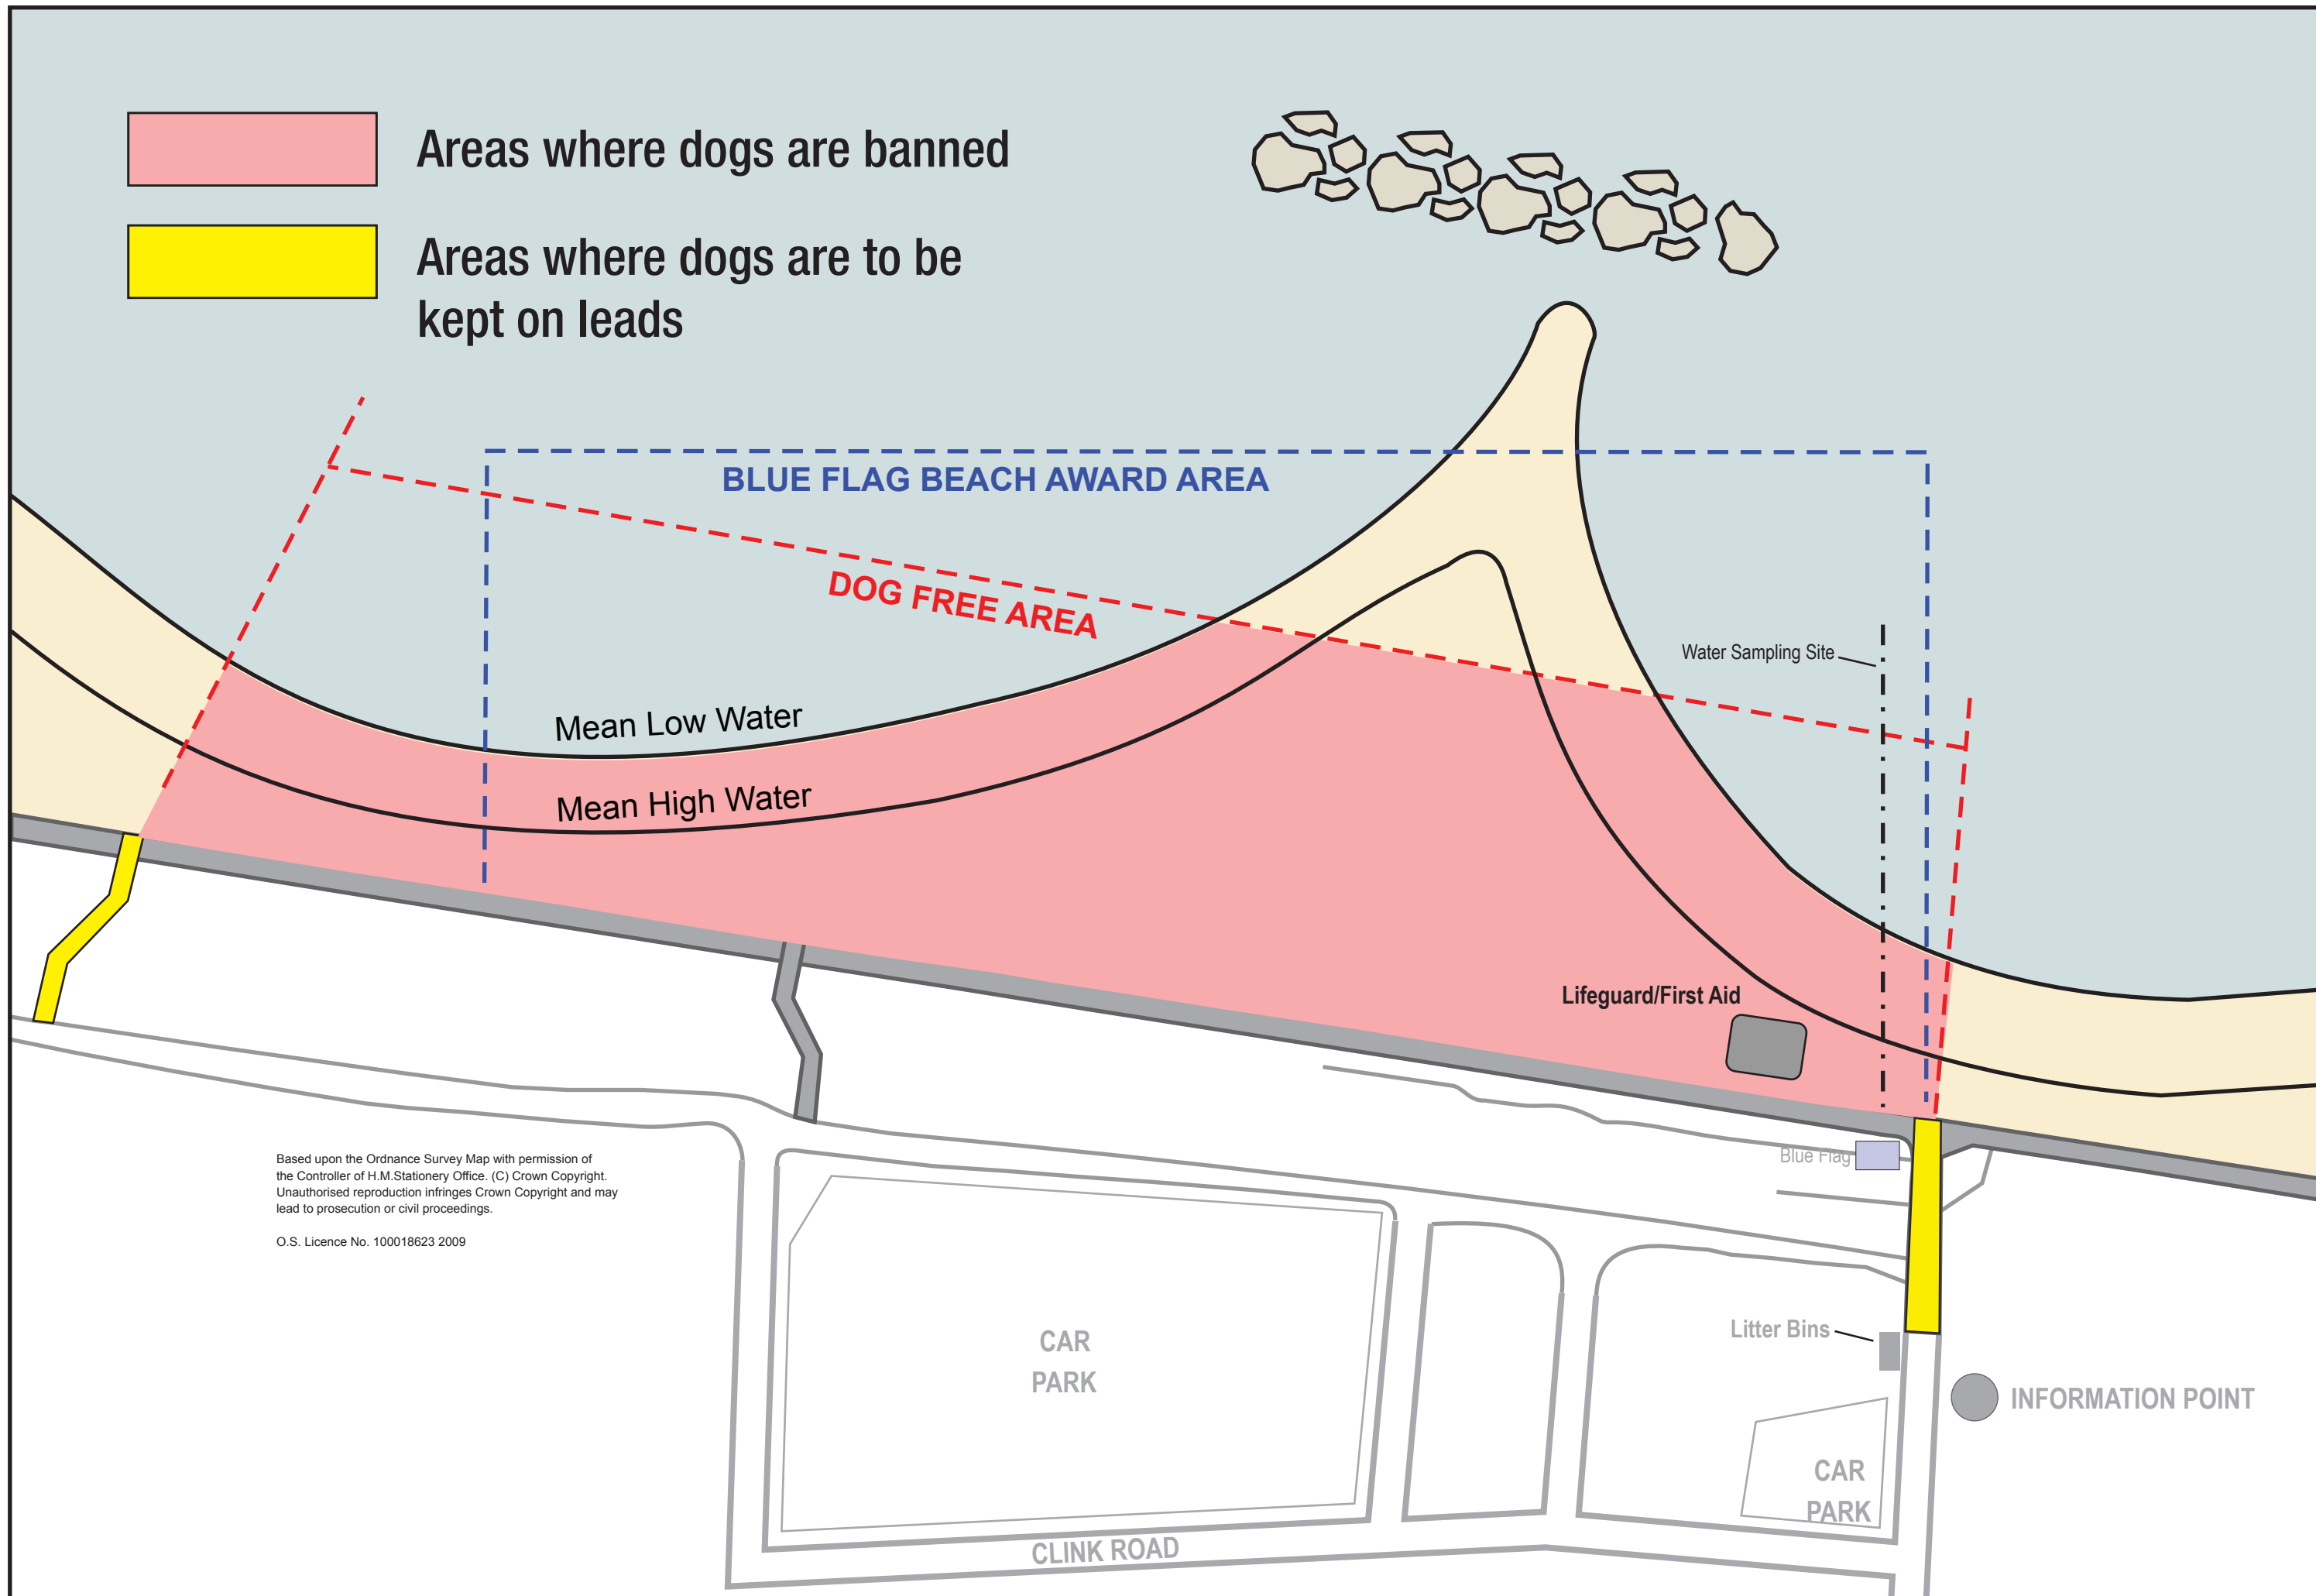 Areas where dogs are banned
Areas where dogs are to be
kept on leads
BLUE FLAG BEACH AWARD AREA
DOG FREE AREA
Water Sampling Site
Mean Low Water
Mean High Water
Lifeguard/First Aid
Blue Flag
Based upon the Ordnance Survey Map with permission of
the Controller of H.M.Stationery Office. (C) Crown Copyright.
Unauthorised reproduction infringes Crown Copyright and may
lead to prosecution or civil proceedings.
O.S. Licence No. 100018623 2009
CAR
PARK
Litter Bins
INFORMATION POINT
CAR
PARK
CLINK ROAD